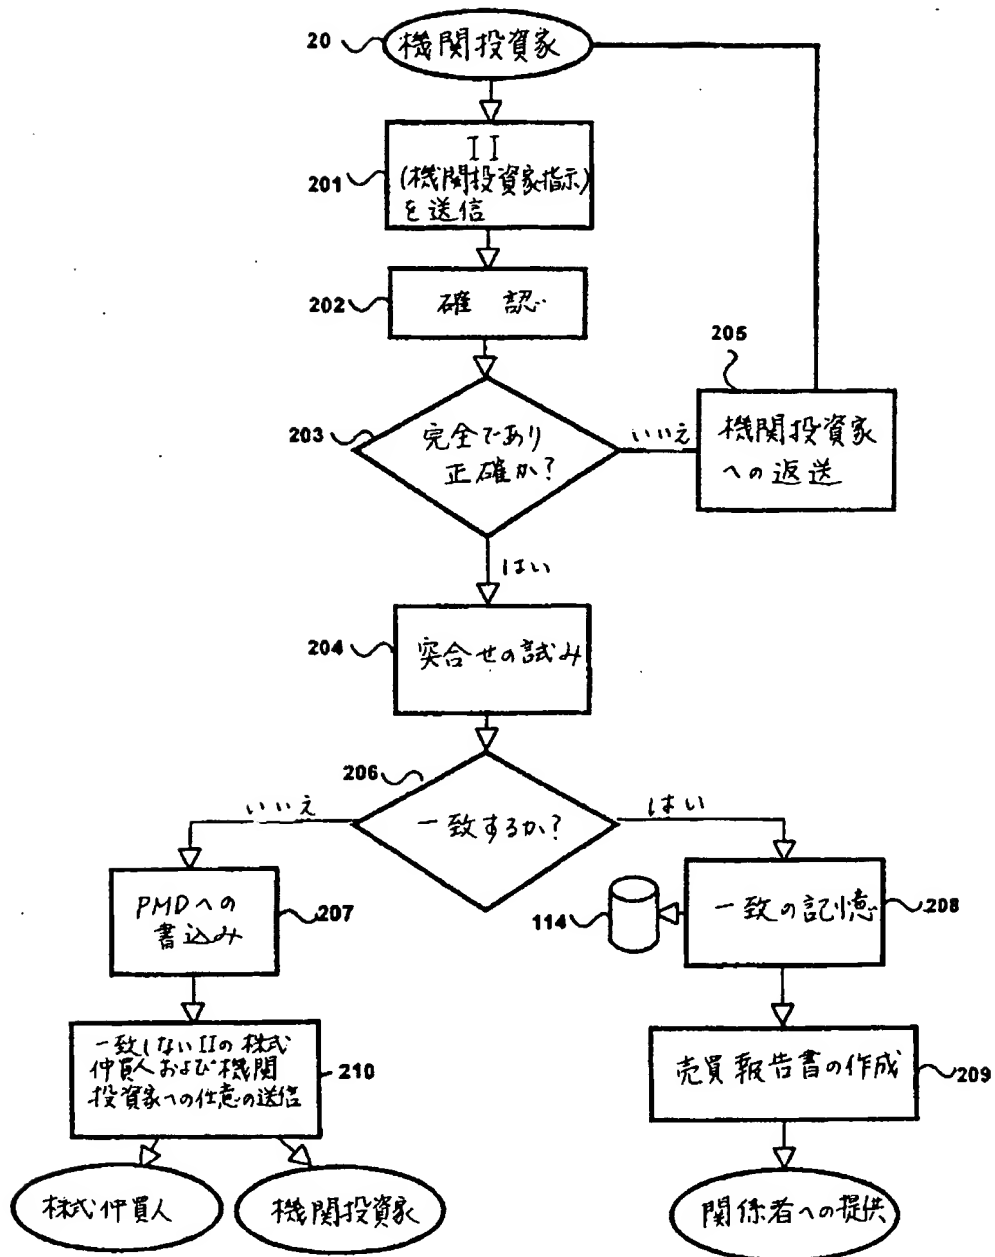 20
機関投資家
II
(機関投資家指示)
を送信
201
確 認
202
205
203
完全であり
正確か?
いいえ
機関投資家
への返送
はい
204
突合せの試み
206
いいえ
一致するか?
はい
PMDへの
書込み
207
114
一致の記憶
208
一致しないIIの株式
仲買人および機関
投資家への任意の送信
210
売買報告書の作成
209
株式仲買人
機関投資家
関係者への提供